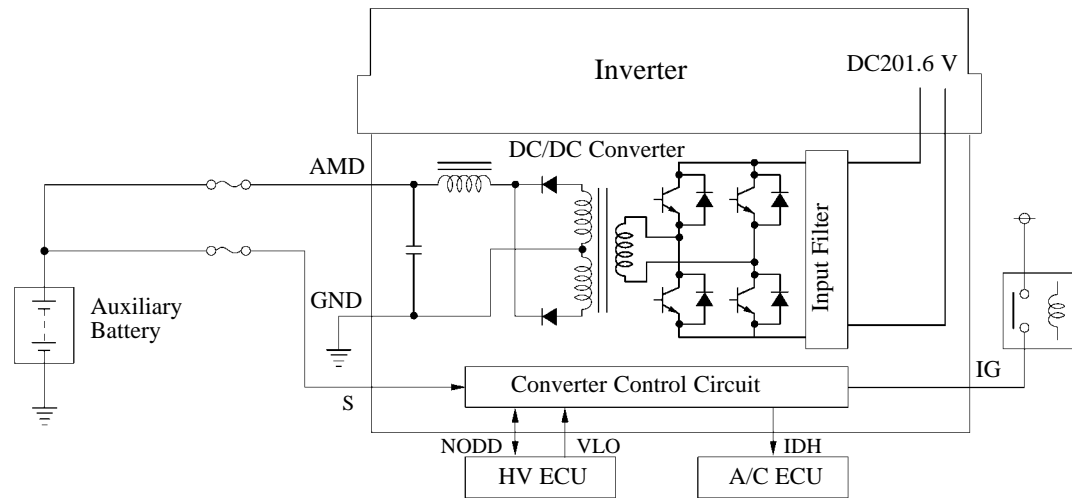 Inverter
DC201.6 V
DC/DC Converter
AMD
Input Filter
GND
Auxiliary
Battery
Converter Control Circuit
IG
S
NODD
VLO
IDH
HV ECU
A/C ECU